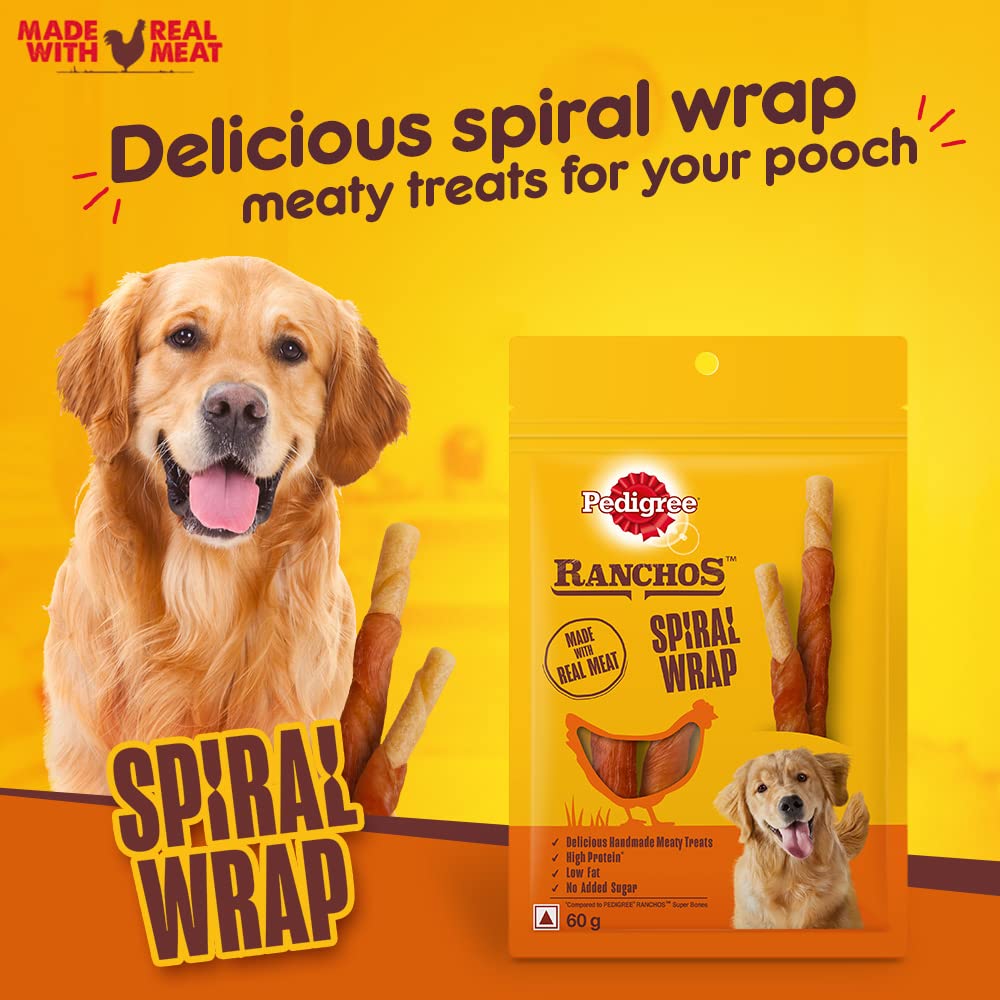 MADE WITH REAL MEAT
Delicious spiral wrap
meaty treats for your pooch
Pedigree®
RANCHOS™
MADE
WITH
REAL MEAT
SPIRAL
WRAP
✓ Delicious Handmade Meaty Treats
✓ High Protein*
✓ Low Fat
✓ No Added Sugar
*Compared to PEDIGREE® RANCHOS™ Super Bones
60 g
SPIRAL
WRAP